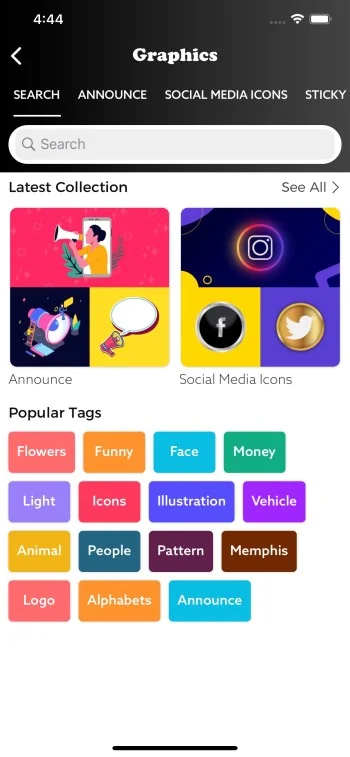 4:44
Graphics
SEARCH ANNOUNCE SOCIAL MEDIA ICONS STICKY
Search
Latest Collection See All
Announce Social Media Icons
Popular Tags
Flowers Funny Face Money
Light Icons Illustration Vehicle
Animal People Pattern Memphis
Logo Alphabets Announce